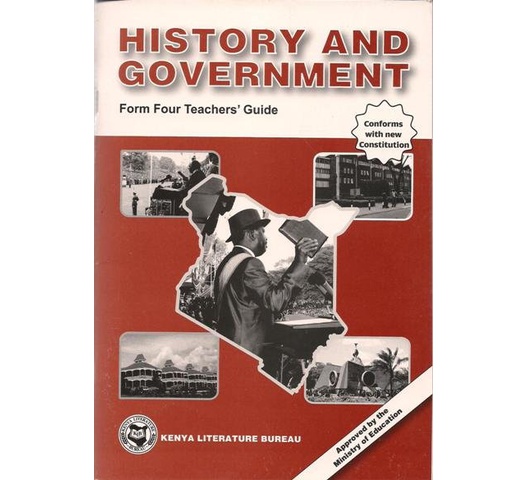 HISTORY AND
GOVERNMENT
Form Four Teachers' Guide
Conforms
with new
Constitution
KENYA LITERATURE BUREAU
Approved by the
Ministry of Education